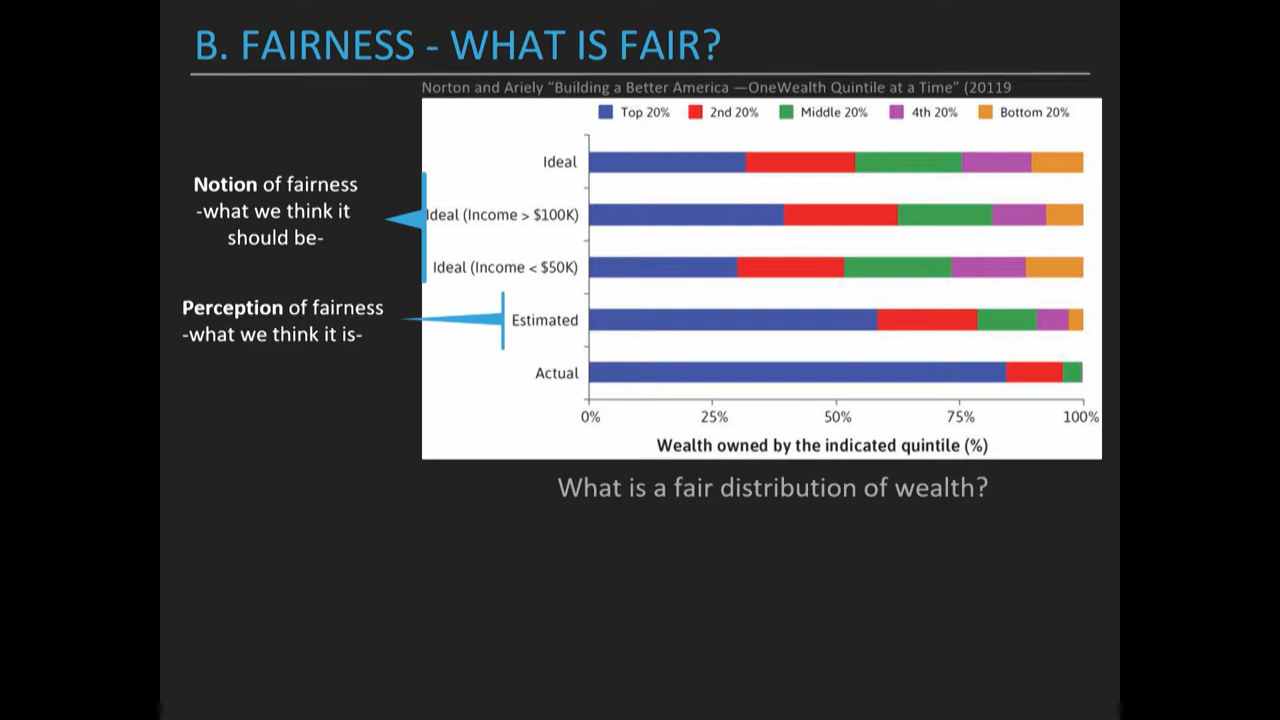 B. FAIRNESS - WHAT IS FAIR?
Norton and Ariely “Building a Better America —OneWealth Quintile at a Time” (20119
Top 20% 2nd 20% Middle 20% 4th 20% Bottom 20%
Notion of fairness
-what we think it
should be-
Perception of fairness
-what we think it is-
Ideal
Ideal (Income > $100K)
Ideal (Income < $50K)
Estimated
Actual
0% 25% 50% 75% 100%
Wealth owned by the indicated quintile (%)
What is a fair distribution of wealth?